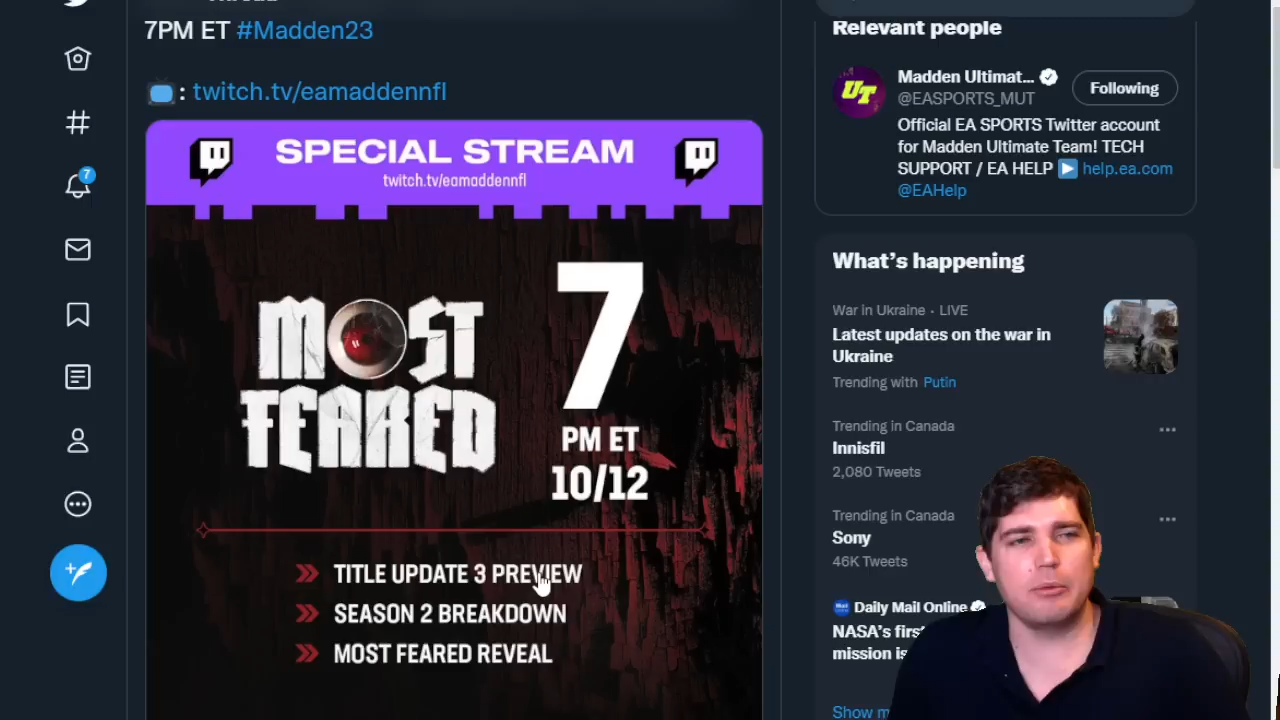 7PM ET #Madden23
: twitch.tv/eamaddennfl
SPECIAL STREAM
twitch.tv/eamaddennfl
MOST
FEARED
7
PM ET
10/12
TITLE UPDATE 3 PREVIEW
SEASON 2 BREAKDOWN
MOST FEARED REVEAL
7
Relevant people
UT
Madden Ultimat...
@EASPORTS_MUT
Following
Official EA SPORTS Twitter account
for Madden Ultimate Team! TECH
SUPPORT / EA HELP help.ea.com
@EAHelp
What's happening
War in Ukraine · LIVE
Latest updates on the war in
Ukraine
Trending with Putin
Trending in Canada
Innisfil
2,080 Tweets
Trending in Canada
Sony
46K Tweets
Daily Mail Online
NASA's first
mission is
Show